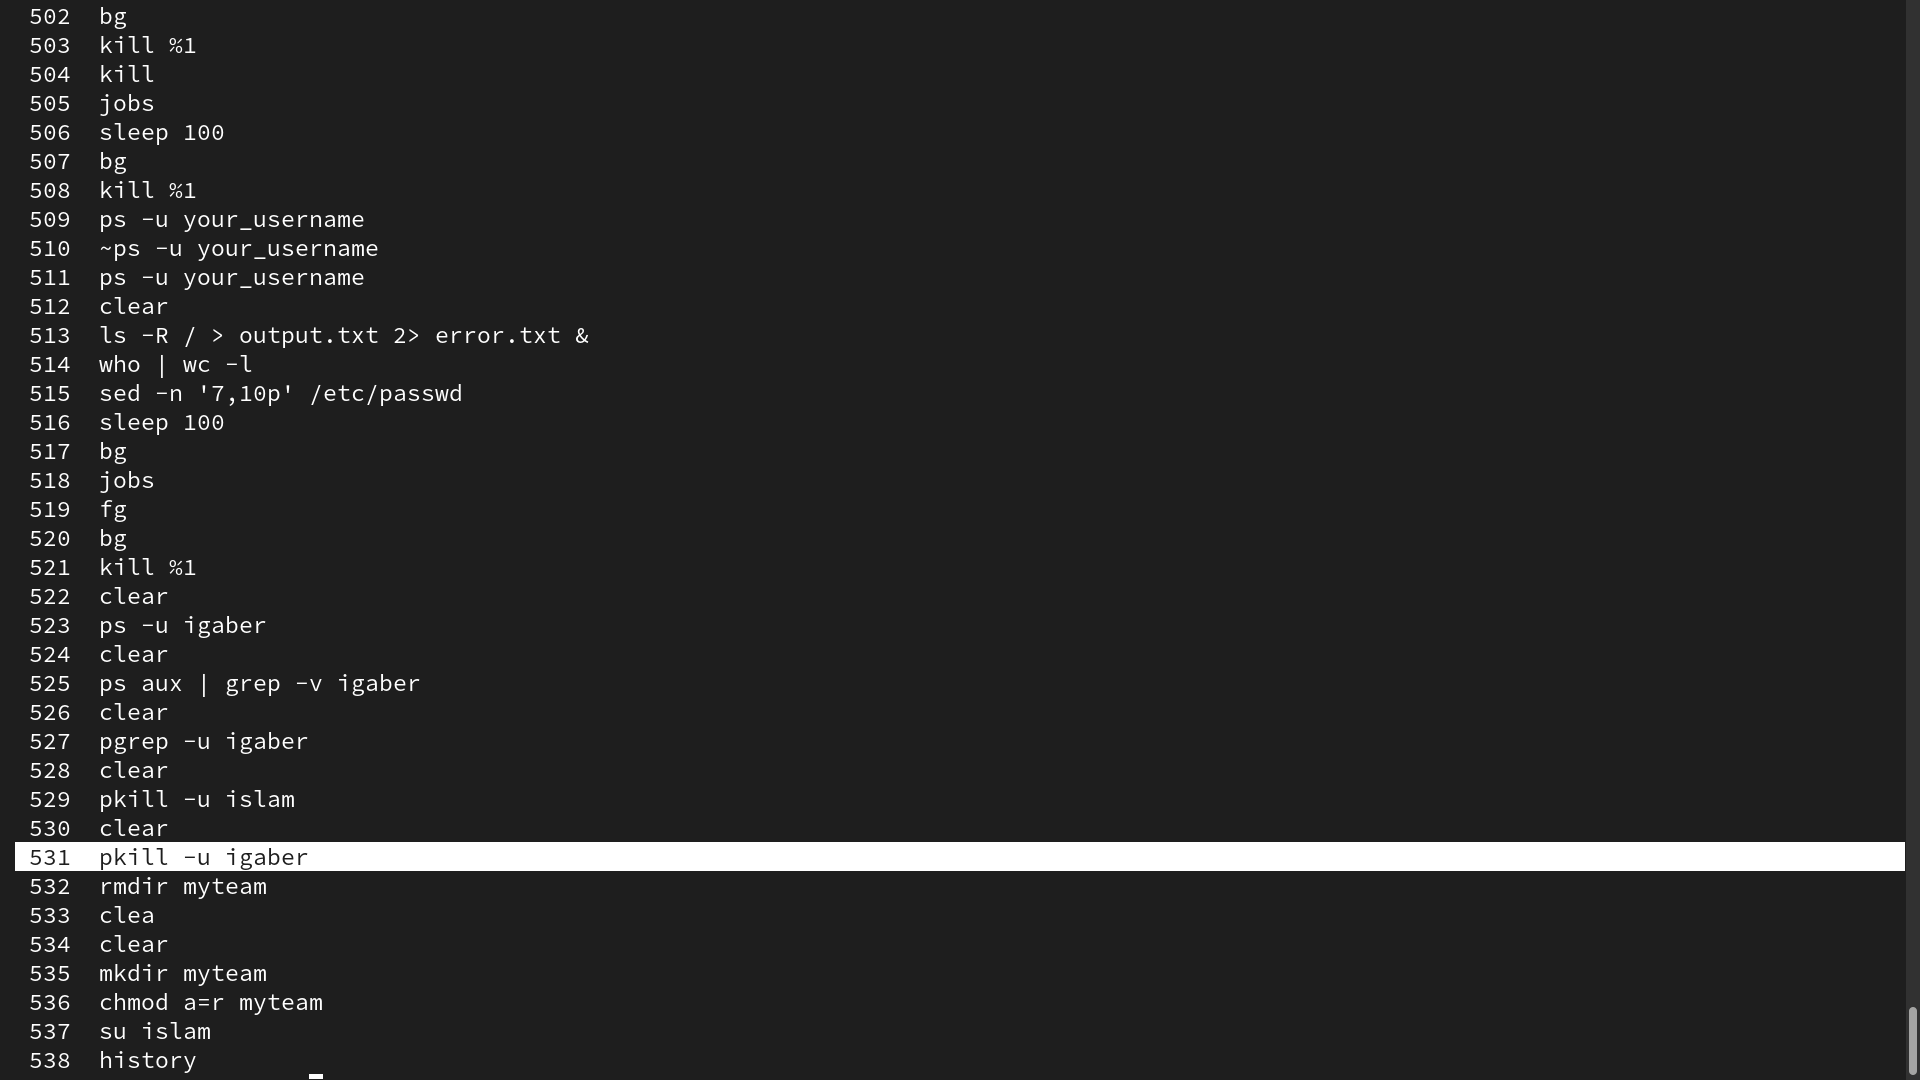 502 bg
503 kill %1
504 kill
505 jobs
506 sleep 100
507 bg
508 kill %1
509 ps -u your_username
510 ~ps -u your_username
511 ps -u your_username
512 clear
513 ls -R / > output.txt 2> error.txt &
514 who | wc -l
515 sed -n '7,10p' /etc/passwd
516 sleep 100
517 bg
518 jobs
519 fg
520 bg
521 kill %1
522 clear
523 ps -u igaber
524 clear
525 ps aux | grep -v igaber
526 clear
527 pgrep -u igaber
528 clear
529 pkill -u islam
530 clear
531 pkill -u igaber
532 rmdir myteam
533 clea
534 clear
535 mkdir myteam
536 chmod a=r myteam
537 su islam
538 history